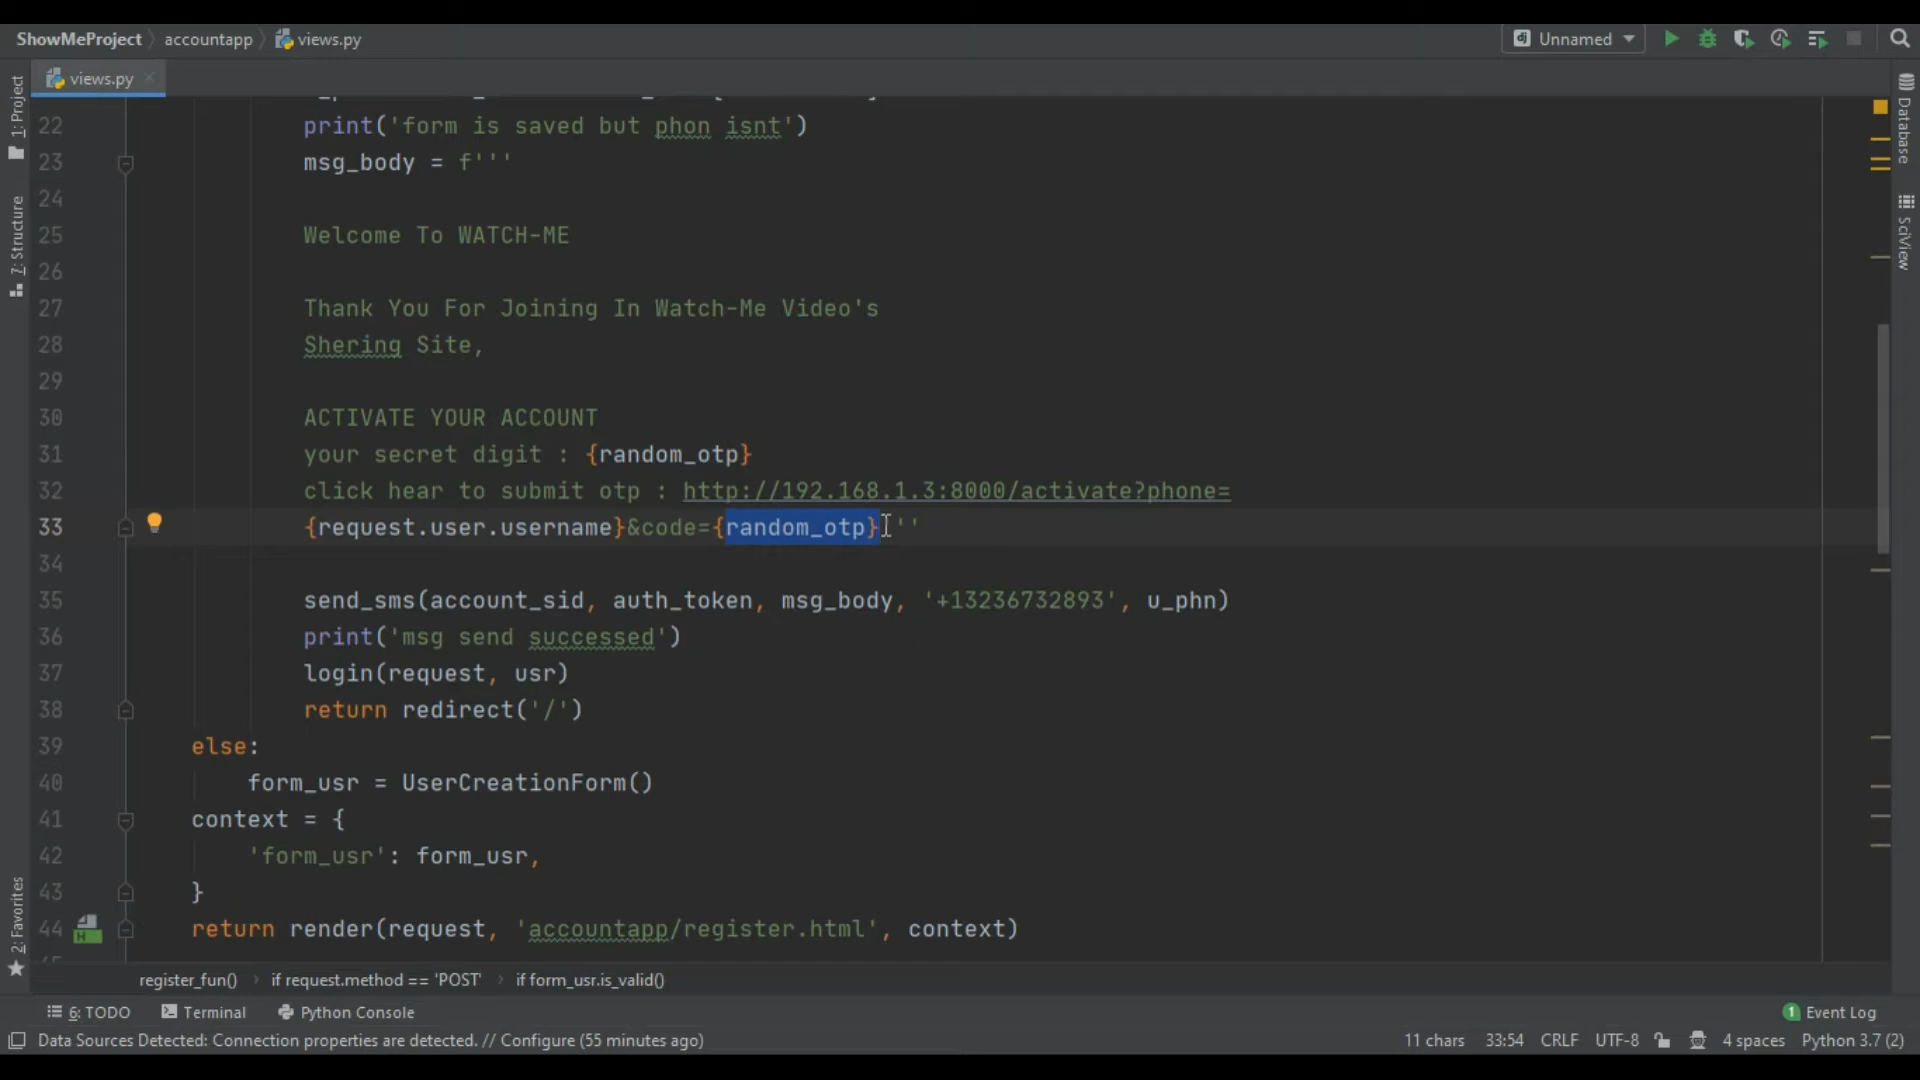 ShowMeProject accountapp views.py
Unnamed
views.py
1: Project
7: Structure
2: Favorites
Database
SciView
22 print('form is saved but phon isnt')
23 msg_body = f'''
24
25 Welcome To WATCH-ME
26
27 Thank You For Joining In Watch-Me Video's
28 Shering Site,
29
30 ACTIVATE YOUR ACCOUNT
31 your secret digit : {random_otp}
32 click hear to submit otp : http://192.168.1.3:8000/activate?phone=
33 {request.user.username}&code={random_otp}'''
34
35 send_sms(account_sid, auth_token, msg_body, '+13236732893', u_phn)
36 print('msg send successed')
37 login(request, usr)
38 return redirect('/')
39 else:
40 form_usr = UserCreationForm()
41 context = {
42 'form_usr': form_usr,
43 }
44 return render(request, 'accountapp/register.html', context)
register_fun() if request.method == 'POST' if form_usr.is_valid()
6: TODO Terminal Python Console 1 Event Log
Data Sources Detected: Connection properties are detected. // Configure (55 minutes ago) 11 chars 33:54 CRLF UTF-8 4 spaces Python 3.7 (2)